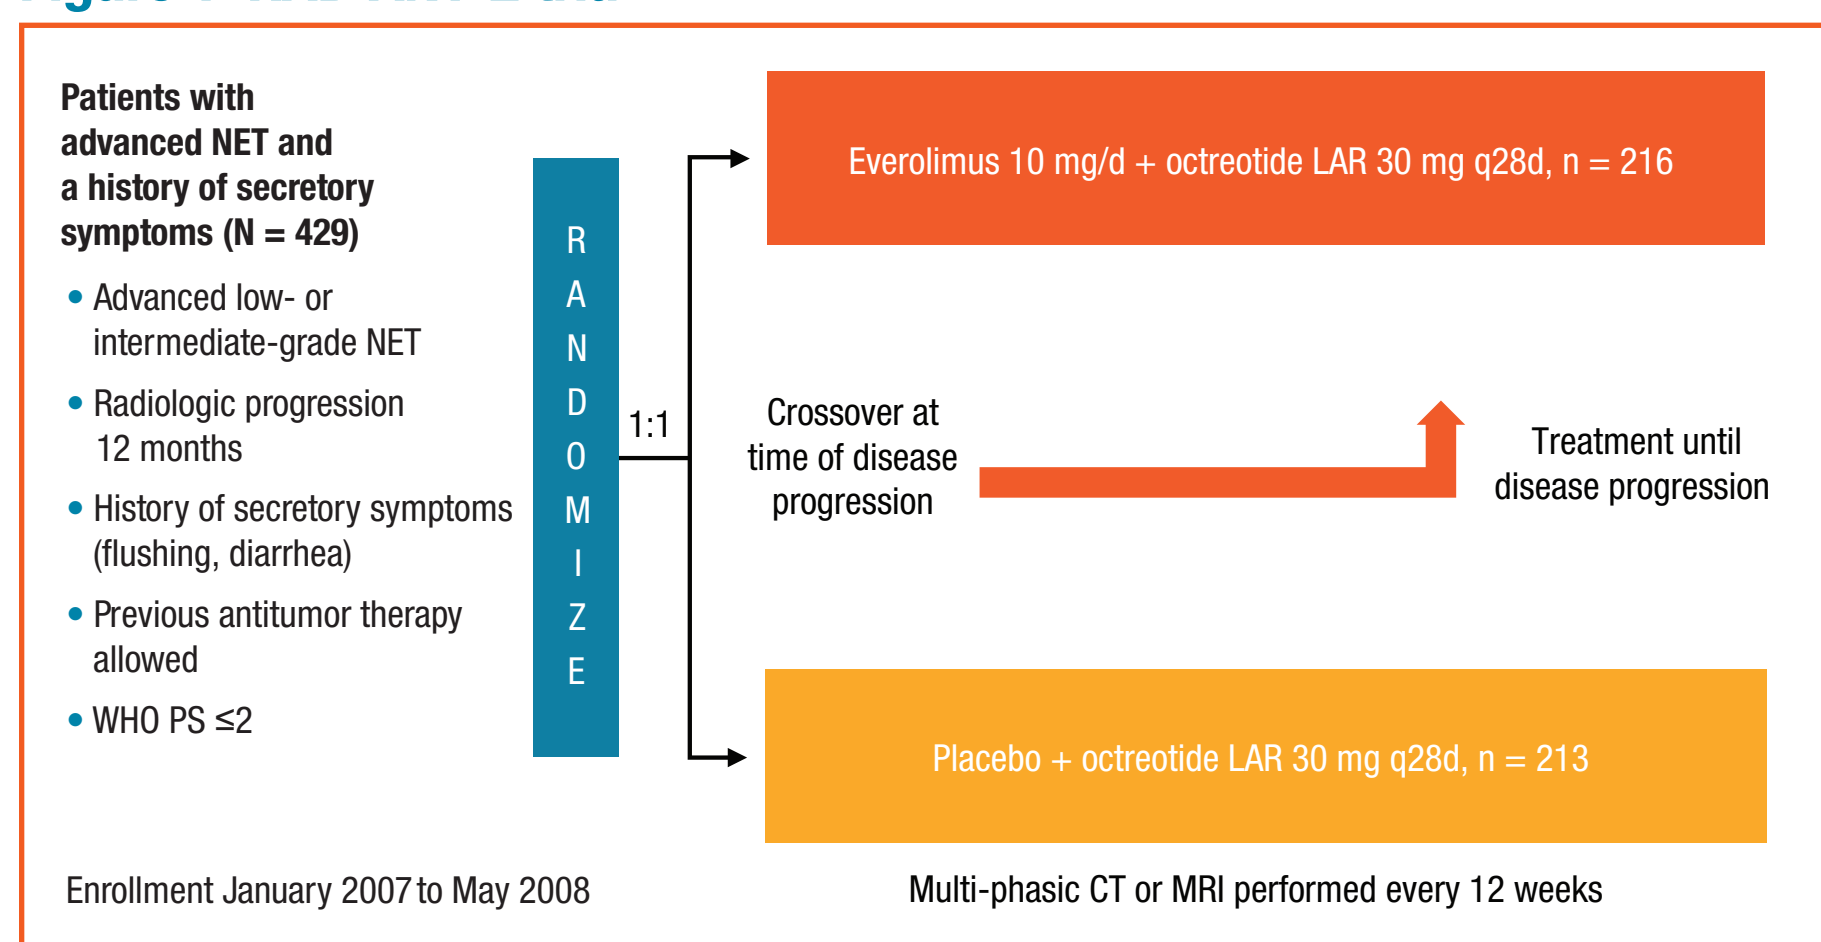 Patients with
advanced NET and
a history of secretory
symptoms (N = 429)
• Advanced low- or
intermediate-grade NET
• Radiologic progression
12 months
• History of secretory symptoms
(flushing, diarrhea)
• Previous antitumor therapy
allowed
• WHO PS ≤2
Enrollment January 2007 to May 2008
R
A
N
D
O
M
I
Z
E
1:1
Everolimus 10 mg/d + octreotide LAR 30 mg q28d, n = 216
Crossover at
time of disease
progression
Treatment until
disease progression
Placebo + octreotide LAR 30 mg q28d, n = 213
Multi-phasic CT or MRI performed every 12 weeks